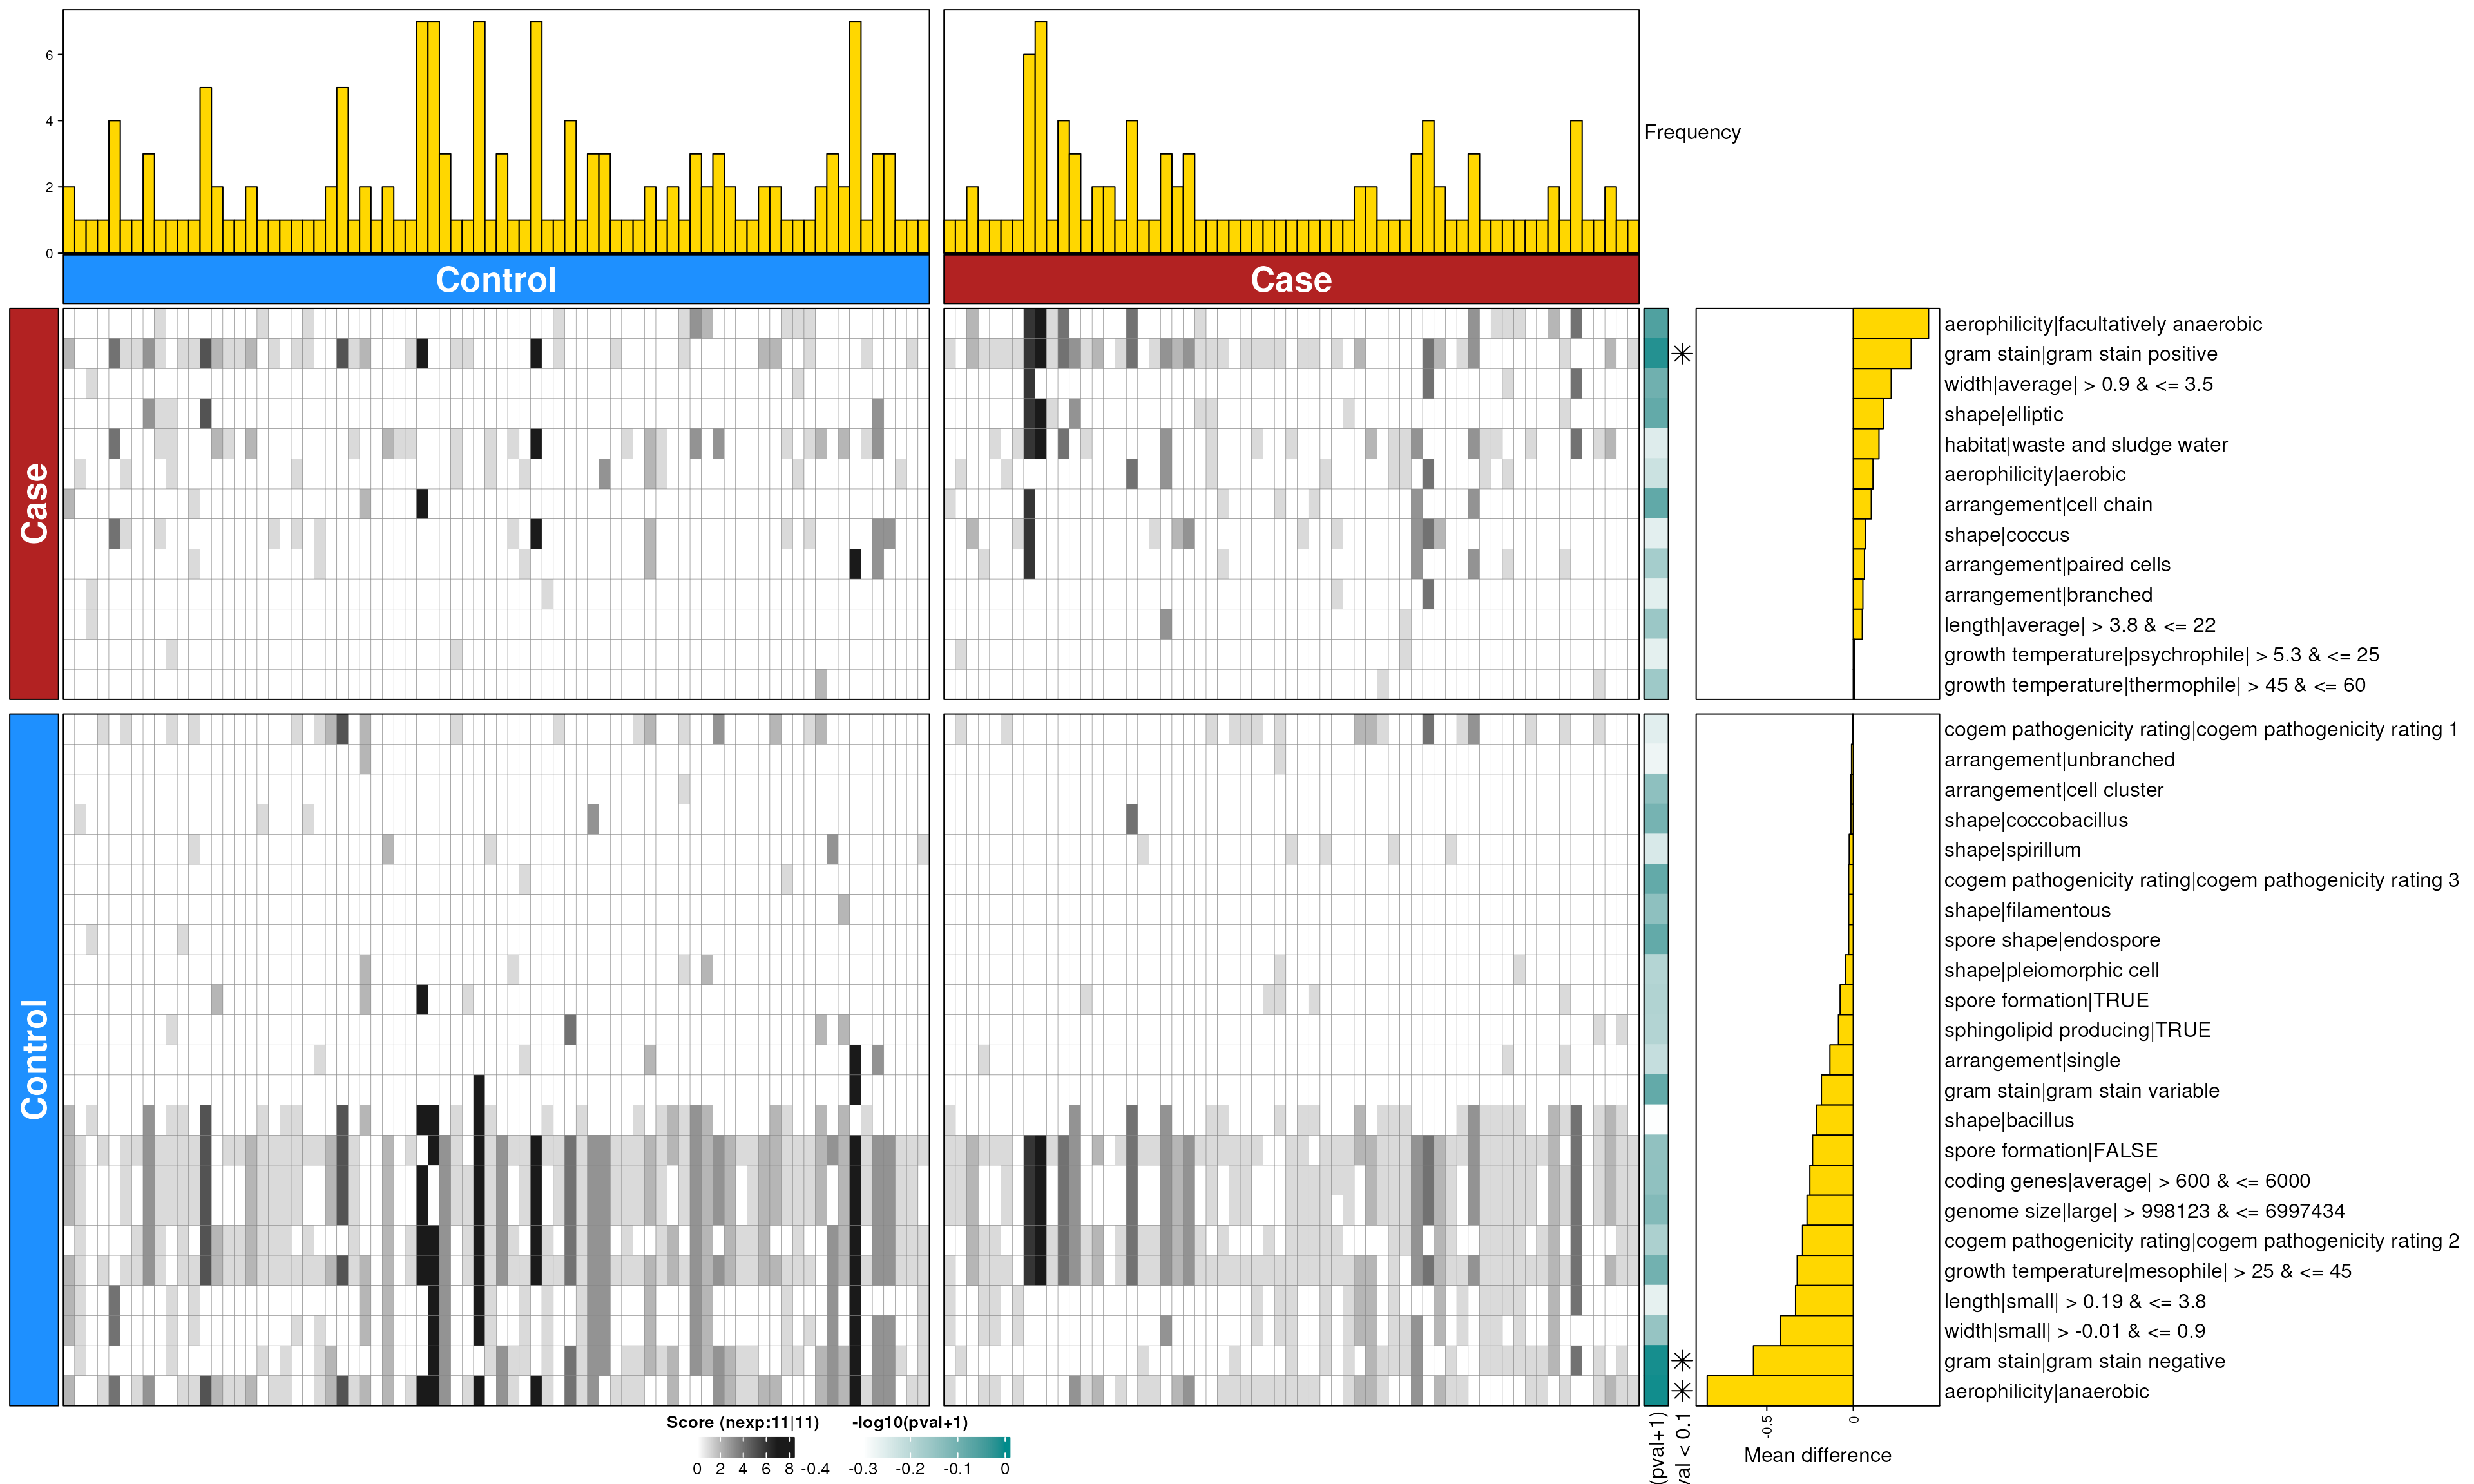 6
4
2
0
Frequency
Control
Case
Case
aerophilicity|facultatively anaerobic
gram stain|gram stain positive
width|average| > 0.9 & <= 3.5
shape|elliptic
habitat|waste and sludge water
aerophilicity|aerobic
arrangement|cell chain
shape|coccus
arrangement|paired cells
arrangement|branched
length|average| > 3.8 & <= 22
growth temperature|psychrophile| > 5.3 & <= 25
growth temperature|thermophile| > 45 & <= 60
Control
cogem pathogenicity rating|cogem pathogenicity rating 1
arrangement|unbranched
arrangement|cell cluster
shape|coccobacillus
shape|spirillum
cogem pathogenicity rating|cogem pathogenicity rating 3
shape|filamentous
spore shape|endospore
shape|pleiomorphic cell
spore formation|TRUE
sphingolipid producing|TRUE
arrangement|single
gram stain|gram stain variable
shape|bacillus
spore formation|FALSE
coding genes|average| > 600 & <= 6000
genome size|large| > 998123 & <= 6997434
cogem pathogenicity rating|cogem pathogenicity rating 2
growth temperature|mesophile| > 25 & <= 45
length|small| > 0.19 & <= 3.8
width|small| > -0.01 & <= 0.9
gram stain|gram stain negative
aerophilicity|anaerobic
(pval+1)
val < 0.1
-0.5 0
Mean difference
Score (nexp:11|11) -log10(pval+1)
0 2 4 6 8 -0.4 -0.3 -0.2 -0.1 0